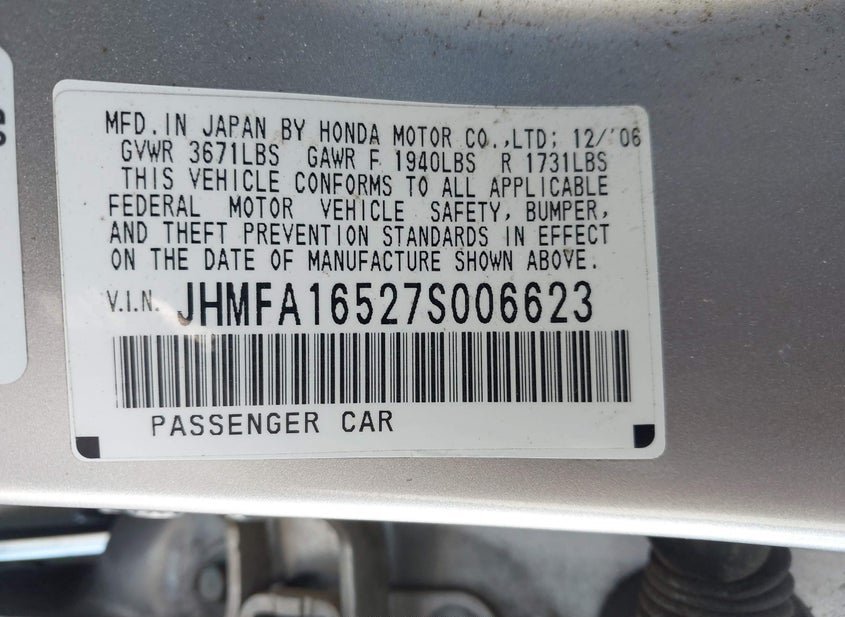 MFD. IN JAPAN BY HONDA MOTOR CO.,LTD; 12/'06
GVWR 3671LBS GAWR F 1940LBS R 1731LBS
THIS VEHICLE CONFORMS TO ALL APPLICABLE
FEDERAL MOTOR VEHICLE SAFETY, BUMPER,
AND THEFT PREVENTION STANDARDS IN EFFECT
ON THE DATE OF MANUFACTURE SHOWN ABOVE.
V.I.N. JHMFA16527S006623
PASSENGER CAR